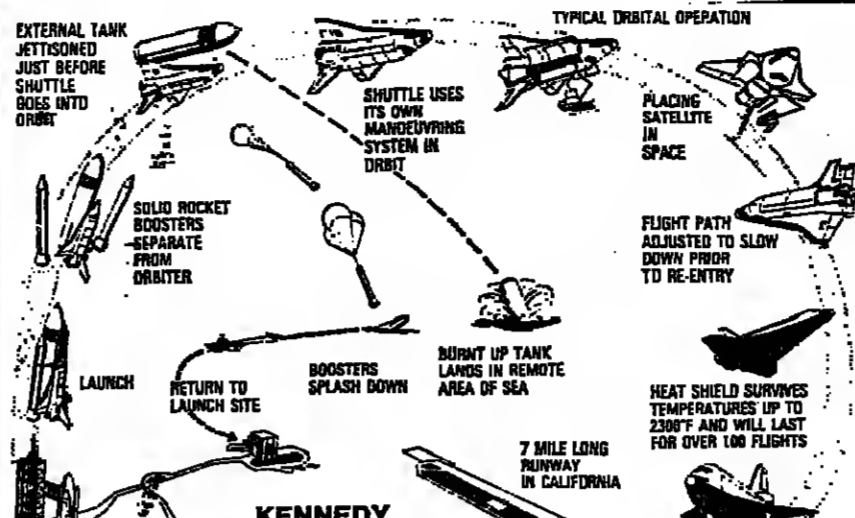 TYPICAL ORBITAL OPERATION
EXTERNAL TANK
JETTISONED
JUST BEFORE
SHUTTLE
GOES INTO
ORBIT
SHUTTLE USES
ITS OWN
MANOEUVRING
SYSTEM IN
ORBIT
PLACING
SATELLITE
IN
SPACE
SOLID ROCKET
BOOSTERS
SEPARATE
FROM
ORBITER
FLIGHT PATH
ADJUSTED TO SLOW
DOWN PRIOR
TO RE-ENTRY
LAUNCH
RETURN TO
LAUNCH SITE
BOOSTERS
SPLASH DOWN
BURNT UP TANK
LANDS IN REMOTE
AREA OF SEA
HEAT SHIELD SURVIVES
TEMPERATURES UP TO
2300°F AND WILL LAST
FOR OVER 100 FLIGHTS
7 MILE LONG
RUNWAY
IN CALIFORNIA
KENNEDY